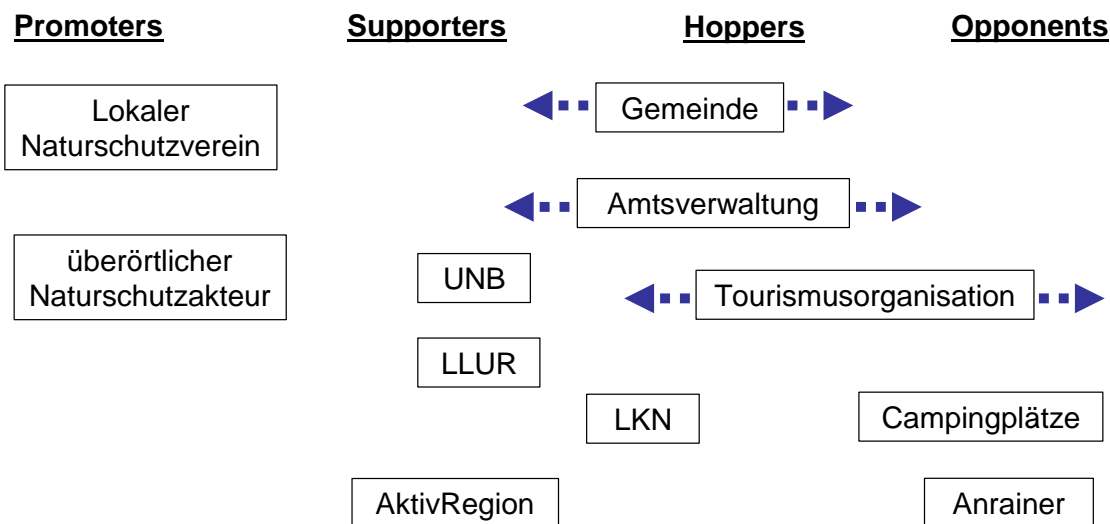 Promoters Supporters Hoppers Opponents
Lokaler
Naturschutzverein
Gemeinde
Amtsverwaltung
überörtlicher
Naturschutzakteur
UNB
Tourismusorganisation
LLUR
LKN
Campingplätze
AktivRegion
Anrainer